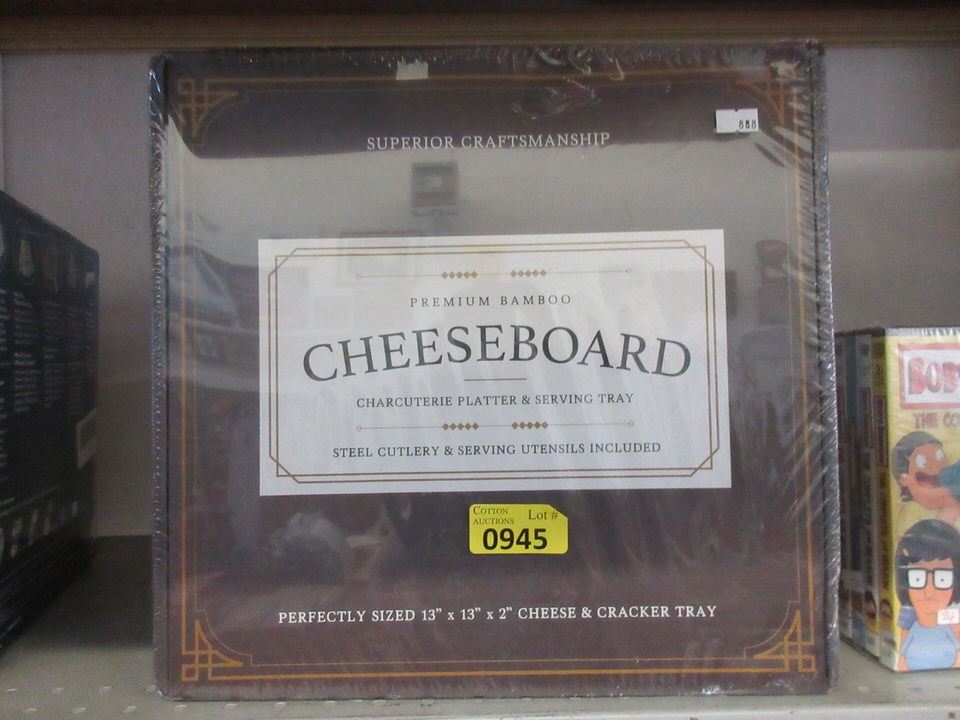 SUPERIOR CRAFTSMANSHIP
888
PREMIUM BAMBOO
CHEESEBOARD
CHARCUTERIE PLATTER & SERVING TRAY
STEEL CUTLERY & SERVING UTENSILS INCLUDED
COTTON AUCTIONS Lot #
0945
PERFECTLY SIZED 13” x 13” x 2” CHEESE & CRACKER TRAY
THE